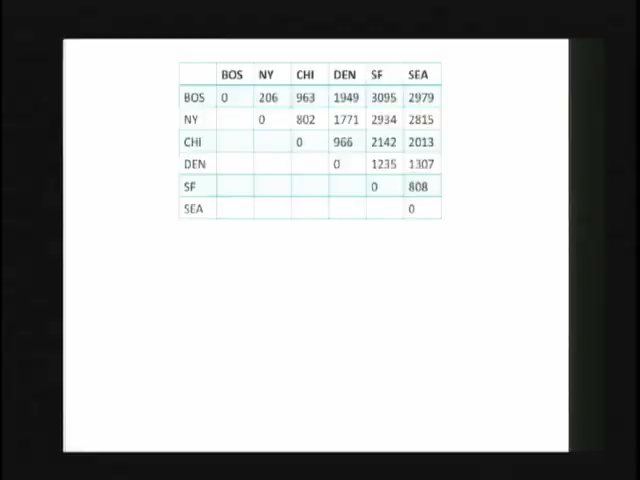 BOS NY CHI DEN SF SEA
BOS 0 206 963 1949 3095 2979
NY 0 802 1771 2934 2815
CHI 0 966 2142 2013
DEN 0 1235 1307
SF 0 808
SEA 0